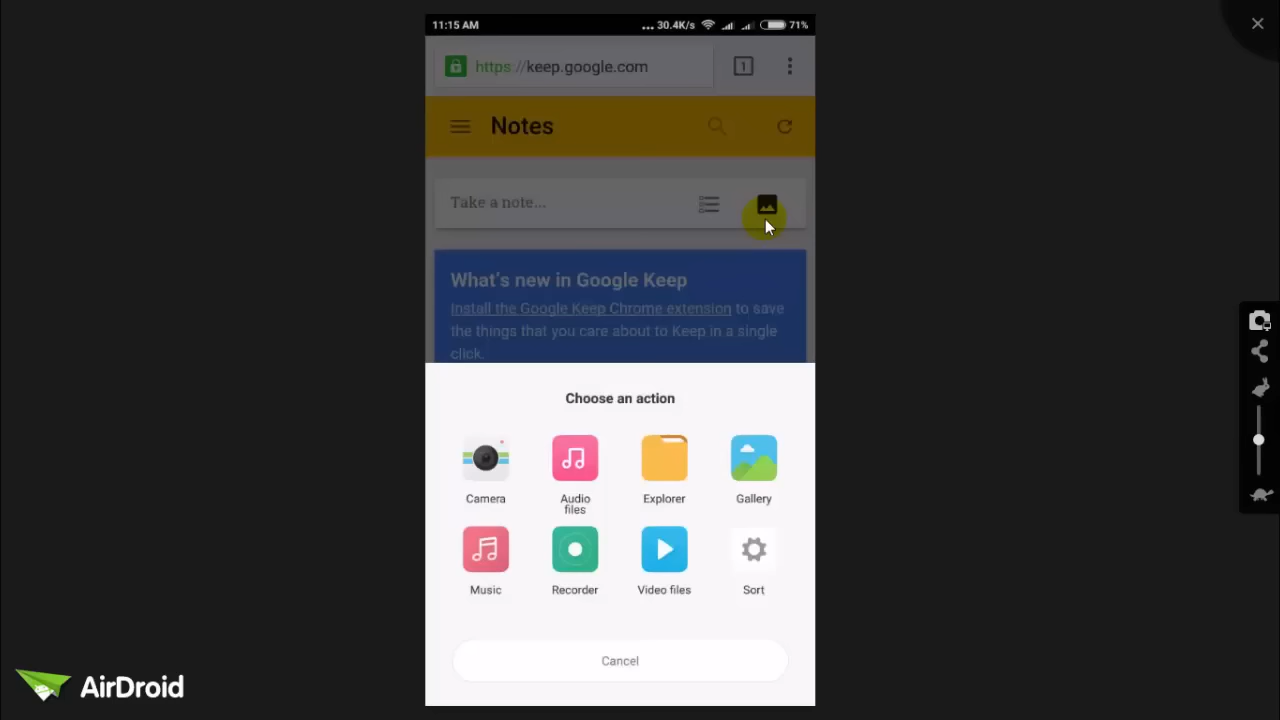 11:15 AM ... 30.4K/s 71%
https://keep.google.com 1
Notes
Take a note...
What's new in Google Keep
Install the Google Keep Chrome extension to save
the things that you care about to Keep in a single
click.
Choose an action
Camera Audio files Explorer Gallery
Music Recorder Video files Sort
Cancel
AirDroid